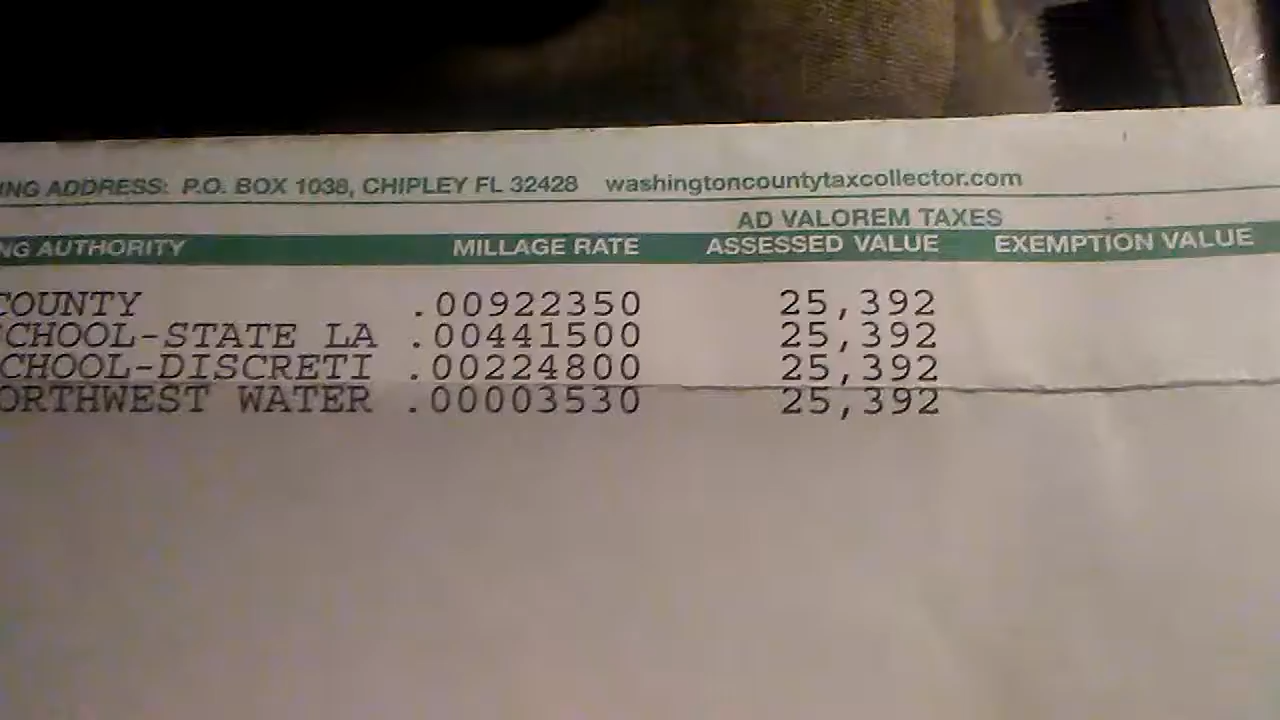 ING ADDRESS: P.O. BOX 1038, CHIPLEY FL 32428 washingtoncountytaxcollector.com
AD VALOREM TAXES
NG AUTHORITY MILLAGE RATE ASSESSED VALUE EXEMPTION VALUE
COUNTY .00922350 25,392
CHOOL-STATE LA .00441500 25,392
CHOOL-DISCRETI .00224800 25,392
ORTHWEST WATER .00003530 25,392